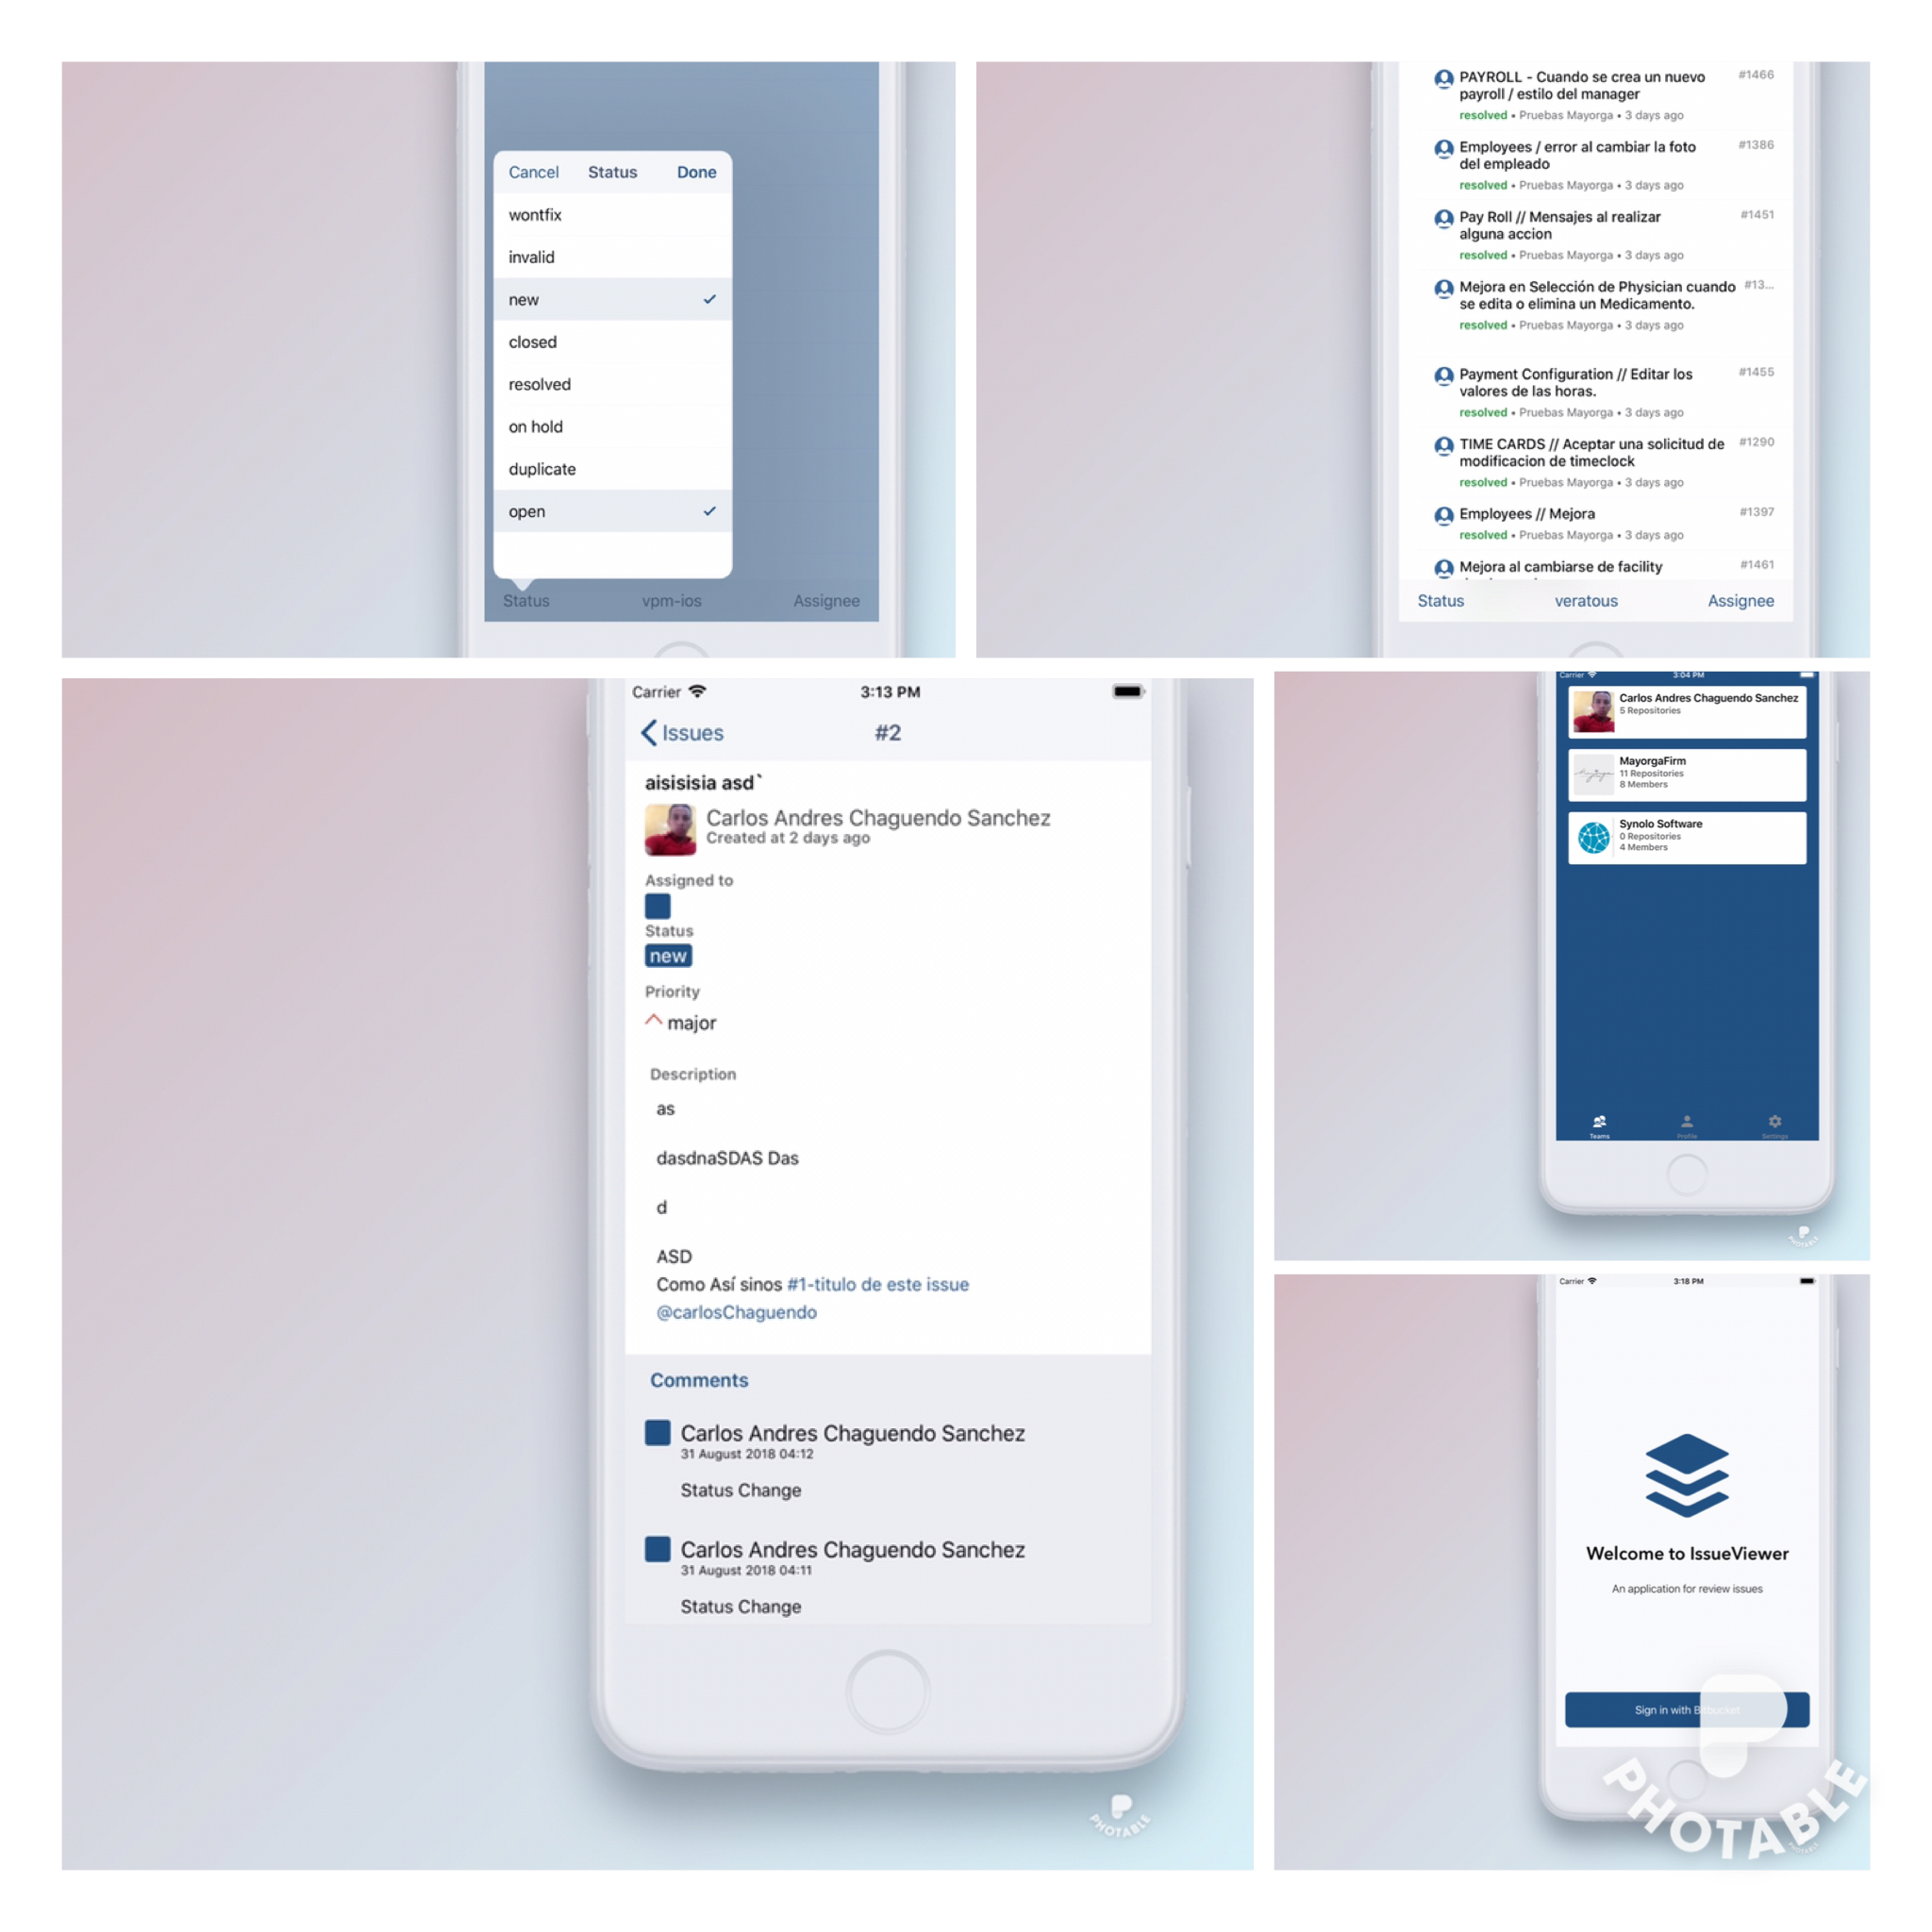 Cancel Status Done
wontfix
invalid
new
closed
resolved
on hold
duplicate
open
Status vpm-ios Assignee
PAYROLL - Cuando se crea un nuevo #1466
payroll / estilo del manager
resolved • Pruebas Mayorga • 3 days ago
Employees / error al cambiar la foto #1386
del empleado
resolved • Pruebas Mayorga • 3 days ago
Pay Roll // Mensajes al realizar #1451
alguna accion
resolved • Pruebas Mayorga • 3 days ago
Mejora en Selección de Physician cuando #13...
se edita o elimina un Medicamento.
resolved • Pruebas Mayorga • 3 days ago
Payment Configuration // Editar los #1455
valores de las horas.
resolved • Pruebas Mayorga • 3 days ago
TIME CARDS // Aceptar una solicitud de #1290
modificacion de timeclock
resolved • Pruebas Mayorga • 3 days ago
Employees // Mejora #1397
resolved • Pruebas Mayorga • 3 days ago
Mejora al cambiarse de facility #1461
Status veratous Assignee
Carrier 3:13 PM
Issues #2
aisisisia asd`
Carlos Andres Chaguendo Sanchez
Created at 2 days ago
Assigned to
Status
new
Priority
major
Description
as
dasdnaSDAS Das
d
ASD
Como Así sinos #1-titulo de este issue
@carlosChaguendo
Comments
Carlos Andres Chaguendo Sanchez
31 August 2018 04:12
Status Change
Carlos Andres Chaguendo Sanchez
31 August 2018 04:11
Status Change
PHOTABLE
Carrier 3:04 PM
Carlos Andres Chaguendo Sanchez
5 Repositories
MayorgaFirm
11 Repositories
8 Members
Synolo Software
0 Repositories
4 Members
Teams Profile Settings
PHOTABLE
Carrier 3:18 PM
Welcome to IssueViewer
An application for review issues
Sign in with Bitbucket
PHOTABLE